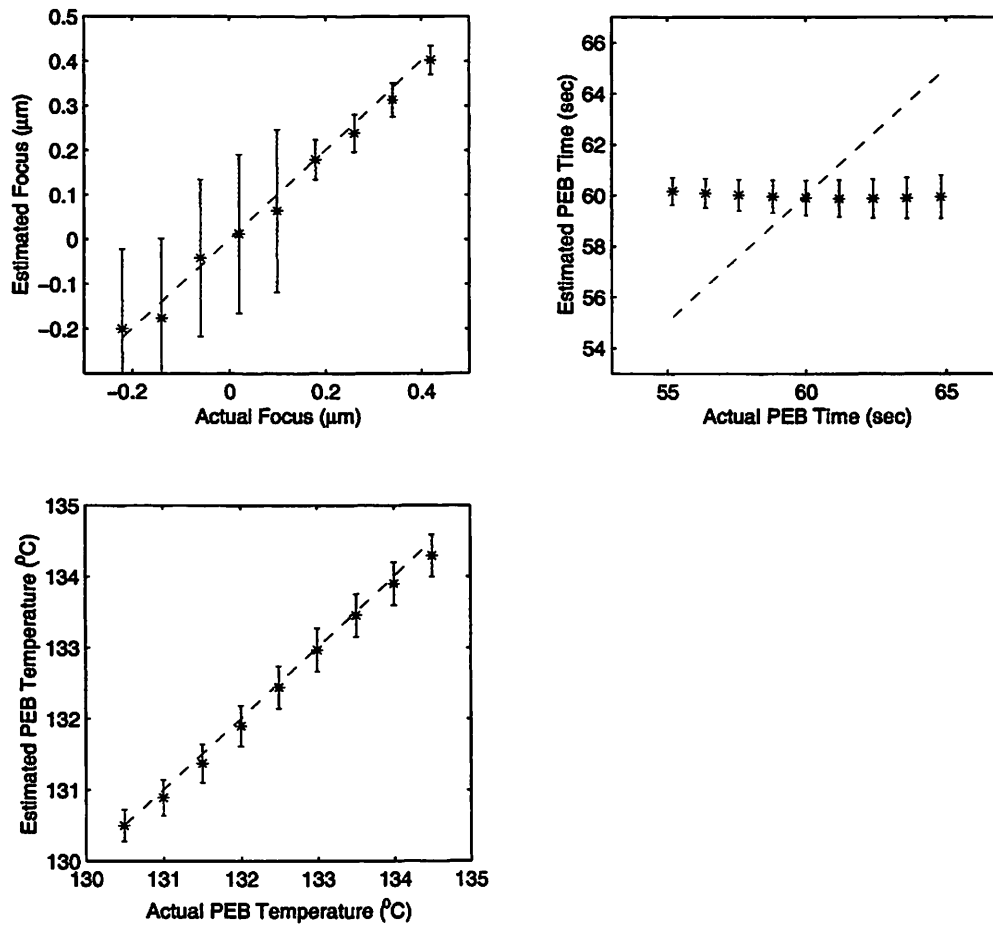 0.5
0.4
0.3
0.2
0.1
0
−0.1
−0.2
Estimated Focus (μm)
−0.2 0 0.2 0.4
Actual Focus (μm)
66
64
62
60
58
56
54
Estimated PEB Time (sec)
55 60 65
Actual PEB Time (sec)
135
134
133
132
131
130
Estimated PEB Temperature (⁰C)
130 131 132 133 134 135
Actual PEB Temperature (⁰C)